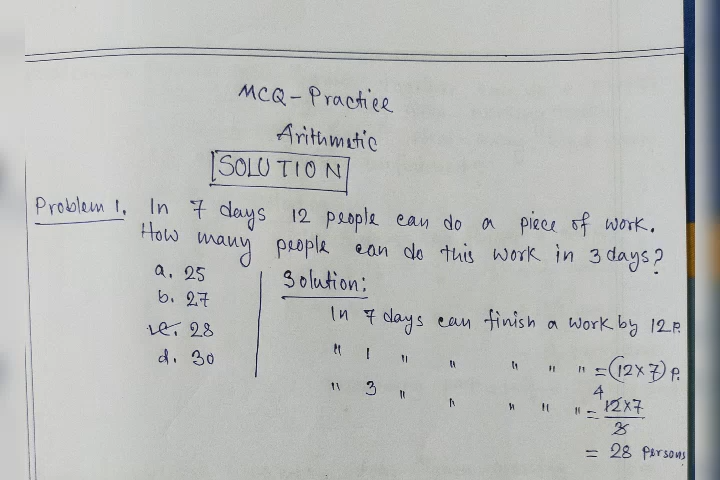 MCQ-Practice
Arithmetic
SOLUTION
Problem 1. In 7 days 12 people can do a piece of work.
How many people can do this work in 3 days?
a. 25
b. 27
c. 28
d. 30
Solution:
In 7 days can finish a work by 12 P.
" 1 " " " " " = (12×7) P.
" 3 " " " " " = 4 12×7 / 3
= 28 Persons